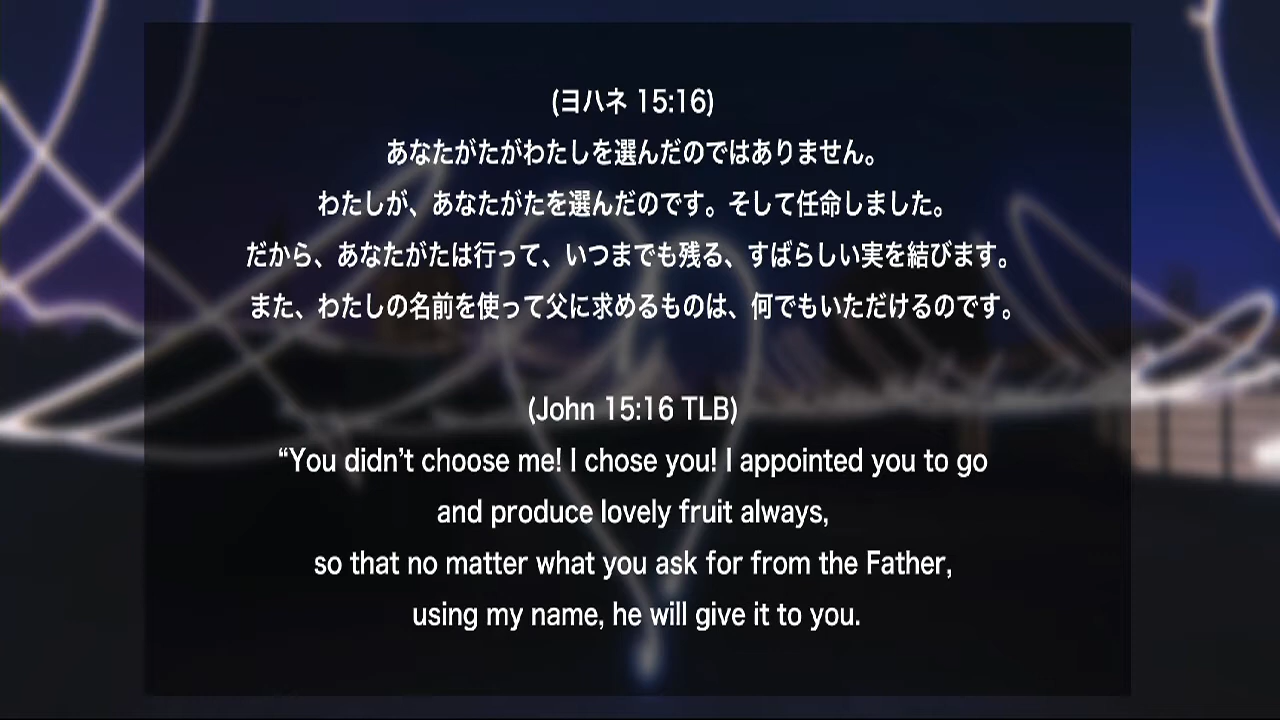 (ヨハネ 15:16)
あなたがたがわたしを選んだのではありません。
わたしが、あなたがたを選んだのです。そして任命しました。
だから、あなたがたは行って、いつまでも残る、すばらしい実を結びます。
また、わたしの名前を使って父に求めるものは、何でもいただけるのです。
(John 15:16 TLB)
“You didn’t choose me! I chose you! I appointed you to go
and produce lovely fruit always,
so that no matter what you ask for from the Father,
using my name, he will give it to you.